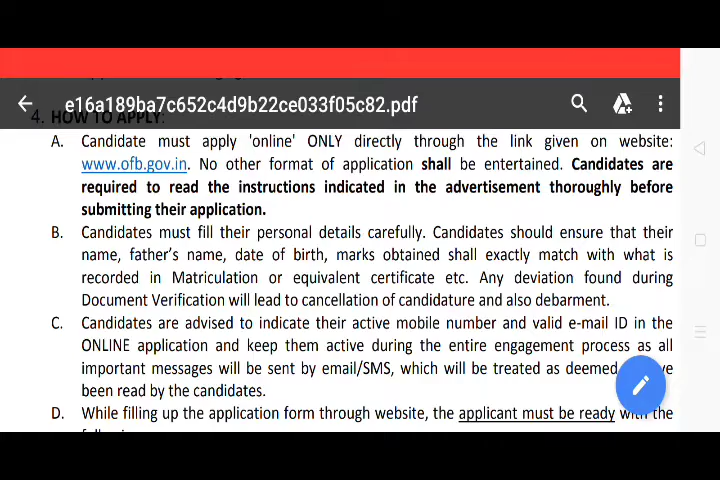 e16a189ba7c652c4d9b22ce033f05c82.pdf
4. HOW TO APPLY:
A. Candidate must apply 'online' ONLY directly through the link given on website:
www.ofb.gov.in. No other format of application shall be entertained. Candidates are
required to read the instructions indicated in the advertisement thoroughly before
submitting their application.
B. Candidates must fill their personal details carefully. Candidates should ensure that their
name, father's name, date of birth, marks obtained shall exactly match with what is
recorded in Matriculation or equivalent certificate etc. Any deviation found during
Document Verification will lead to cancellation of candidature and also debarment.
C. Candidates are advised to indicate their active mobile number and valid e-mail ID in the
ONLINE application and keep them active during the entire engagement process as all
important messages will be sent by email/SMS, which will be treated as deemed
been read by the candidates.
D. While filling up the application form through website, the applicant must be ready with the